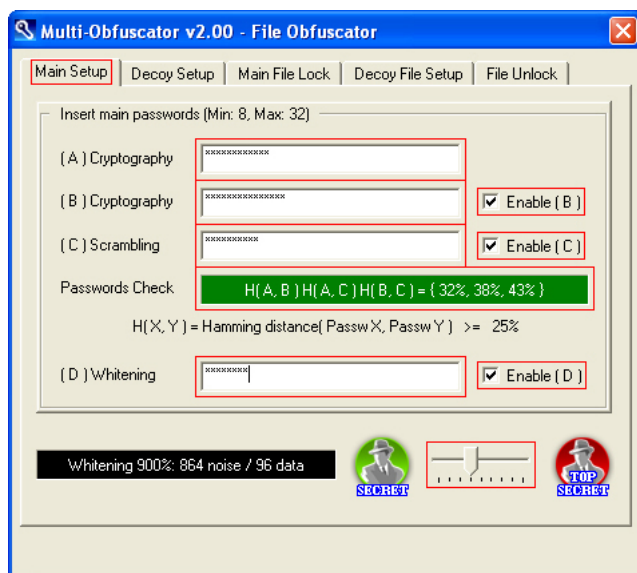 Multi-Obfuscator v2.00 - File Obfuscator
Main Setup Decoy Setup Main File Lock Decoy File Setup File Unlock
Insert main passwords (Min: 8, Max: 32)
( A ) Cryptography ************
( B ) Cryptography *************** Enable ( B )
( C ) Scrambling ********** Enable ( C )
Passwords Check H( A, B ) H( A, C ) H( B, C ) = { 32%, 38%, 43% }
H( X, Y ) = Hamming distance( Passw X, Passw Y ) >= 25%
( D ) Whitening ******** Enable ( D )
Whitening 900%: 864 noise / 96 data
SECRET
TOP
SECRET